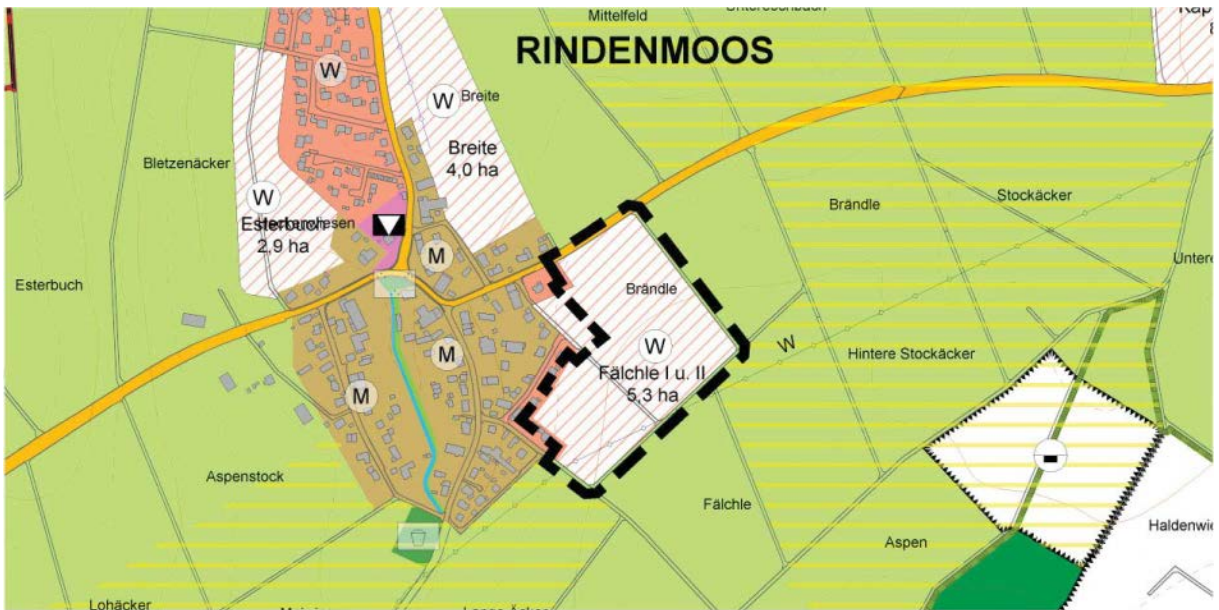 Mittelfeld
RINDENMOOS
W
W Breite
Breite
4,0 ha
Bletzenäcker
W
2,9 ha
Esterbuch
M
M
M
Brändle
W
Fälchle I u. II
5,3 ha
W
Brändle
Stockäcker
Hintere Stockäcker
Aspenstock
Fälchle
Aspen
Lohäcker